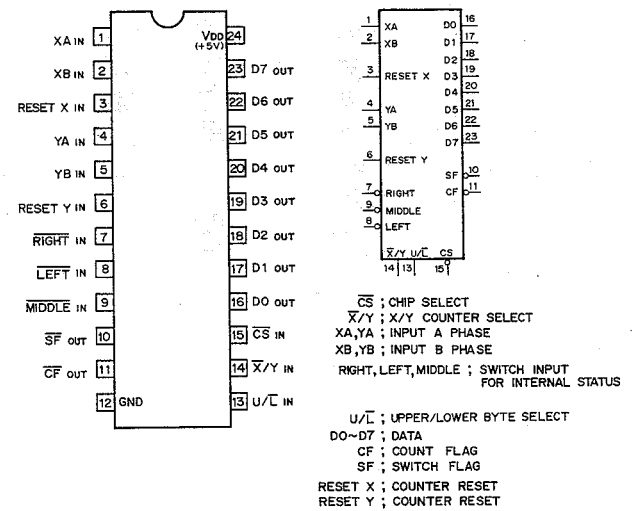 1 XA IN
2 XB IN
3 RESET X IN
4 YA IN
5 YB IN
6 RESET Y IN
7 RIGHT IN
8 LEFT IN
9 MIDDLE IN
10 SF OUT
11 CF OUT
12 GND
VDD 24
(+5V)
23 D7 OUT
22 D6 OUT
21 D5 OUT
20 D4 OUT
19 D3 OUT
18 D2 OUT
17 D1 OUT
16 D0 OUT
15 CS IN
14 X/Y IN
13 U/L IN
1 XA
2 XB
3 RESET X
4 YA
5 YB
6 RESET Y
7 RIGHT
9 MIDDLE
8 LEFT
D0 16
D1 17
D2 18
D3 19
D4 20
D5 21
D6 22
D7 23
SF 10
CF 11
X/Y U/L CS
14 13 15
CS ; CHIP SELECT
X/Y ; X/Y COUNTER SELECT
XA,YA ; INPUT A PHASE
XB,YB ; INPUT B PHASE
RIGHT, LEFT, MIDDLE ; SWITCH INPUT
FOR INTERNAL STATUS
U/L ; UPPER/LOWER BYTE SELECT
D0~D7 ; DATA
CF ; COUNT FLAG
SF ; SWITCH FLAG
RESET X ; COUNTER RESET
RESET Y ; COUNTER RESET